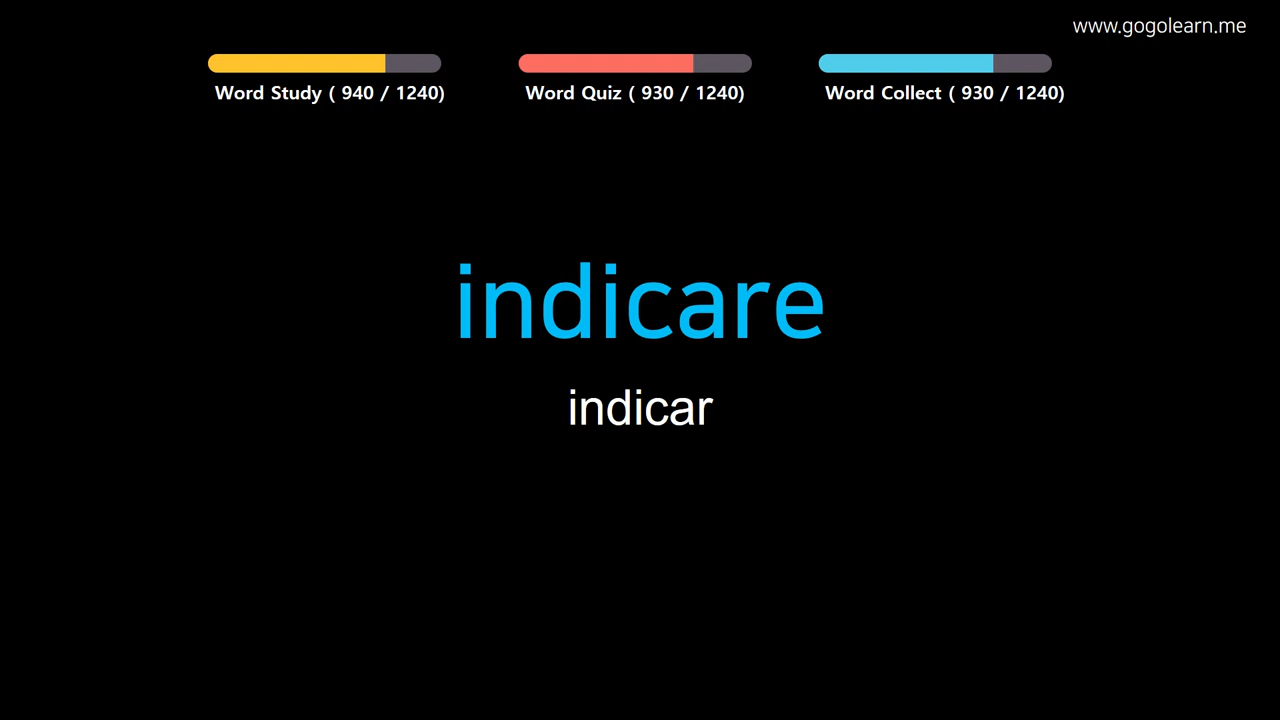 www.gogolearn.me
Word Study ( 940 / 1240)
Word Quiz ( 930 / 1240)
Word Collect ( 930 / 1240)
indicare
indicar